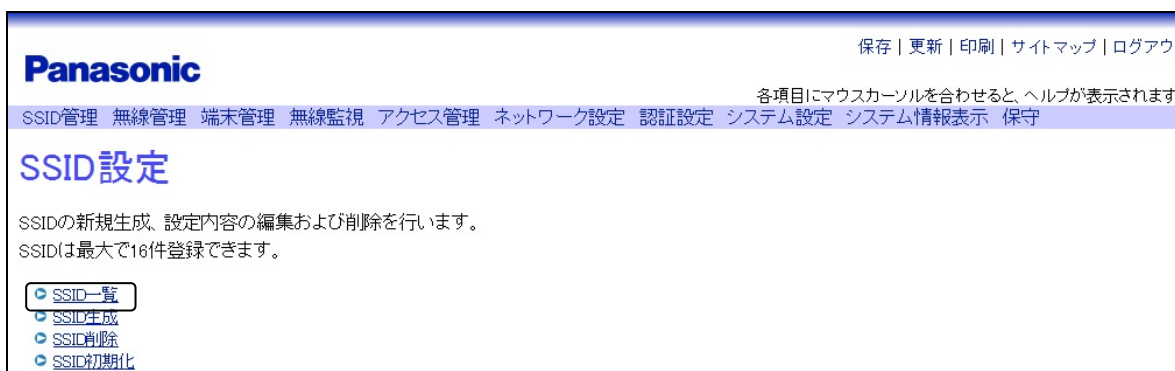 保存 | 更新 | 印刷 | サイトマップ | ログアウ
Panasonic
各項目にマウスカーソルを合わせると、ヘルプが表示されます
SSID管理 無線管理 端末管理 無線監視 アクセス管理 ネットワーク設定 認証設定 システム設定 システム情報表示 保守
SSID設定
SSIDの新規生成、設定内容の編集および削除を行います。
SSIDは最大で16件登録できます。
SSID一覧
SSID生成
SSID削除
SSID初期化